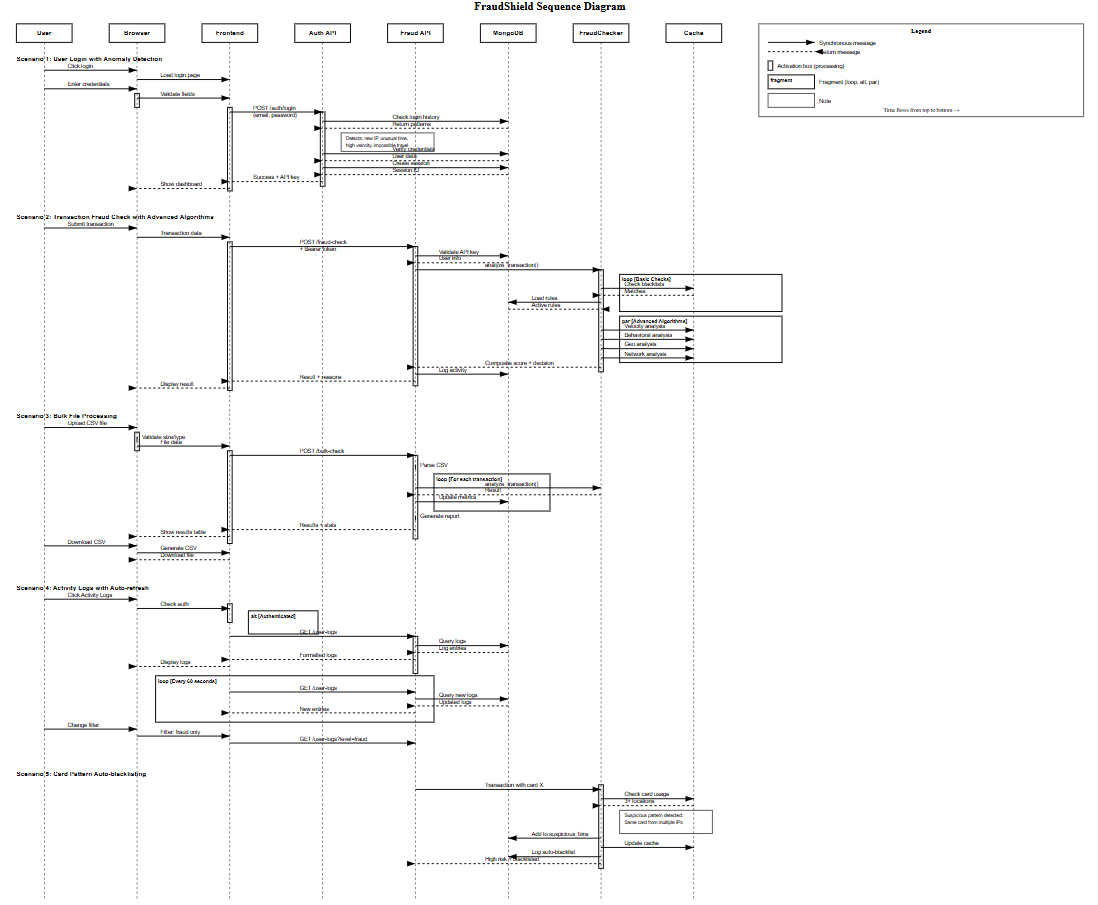 FraudShield Sequence Diagram
User
Browser
Frontend
Auth API
Fraud API
MongoDB
FraudChecker
Cache
Legend
Synchronous message
Return message
Activation box (processing)
fragment
Fragment (loop, alt, par)
Note
Time flows from top to bottom →
Scenario 1: User Login with Anomaly Detection
Click login
Load login page
Enter credentials
Validate fields
POST /auth/login
(email, password)
Check login history
Return patterns
Detects: new IP, unusual time,
high velocity, impossible travel
Verify credentials
User data
Create session
Session ID
Success + API key
Show dashboard
Scenario 2: Transaction Fraud Check with Advanced Algorithms
Submit transaction
Transaction data
POST /fraud-check
+ Bearer token
Validate API key
User info
analyze_transaction()
loop [Basic Checks]
Check blacklists
Matches
Load rules
Active rules
par [Advanced Algorithms]
Velocity analysis
Behavioral analysis
Geo analysis
Network analysis
Composite score + decision
Log activity
Result + reasons
Display result
Scenario 3: Bulk File Processing
Upload CSV file
Validate size/type
File data
POST /bulk-check
Parse CSV
loop [For each transaction]
analyze_transaction()
Result
Update metrics
Generate report
Results + stats
Show results table
Download CSV
Generate CSV
Download file
Scenario 4: Activity Logs with Auto-refresh
Click Activity Logs
Check auth
alt [Authenticated]
GET /user-logs
Query logs
Log entries
Formatted logs
Display logs
loop [Every 60 seconds]
GET /user-logs
Query new logs
Updated logs
New entries
Change filter
Filter: fraud only
GET /user-logs?level=fraud
Scenario 5: Card Pattern Auto-blacklisting
Transaction with card X
Check card usage
3+ locations
Suspicious pattern detected:
Same card from multiple IPs
Add to suspicious_bins
Update cache
Log auto-blacklist
High risk + blacklisted